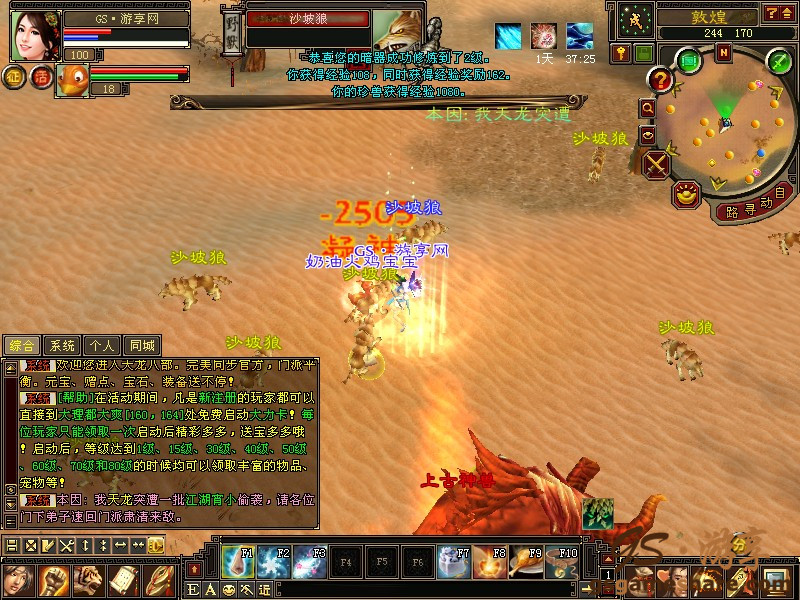 GS·游享网
100
征 活
18
野獸
沙坡狼
恭喜您的暗器成功修炼到了2级。
你获得经验108，同时获得经验奖励162。
你的珍兽获得经验1080。
本因: 我天龙突遭
1天 37:25
戌
敦煌
244 170
N
自动寻路
沙坡狼
-2505
沙坡狼
GS·游享网
奶油火鸡宝宝
沙坡狼
沙坡狼
沙坡狼
沙坡狼
综合 系统 个人 同城
系统 欢迎您进入天龙八部。完美同步官方，门派平
衡。元宝、赠点、宝石、装备送不停！
系统 [帮助]在活动期间，凡是新注册的玩家都可以
直接到大理都大爽[160，164]处免费启动大力卡！每
位玩家只能领取一次启动后精彩多多，送宝多多哦
！启动后，等级达到1级、15级、30级、40级、50级
、60级、70级和80级的时候均可以领取丰富的物品、
宠物等！
系统 本因：我天龙突遭一批江湖宵小偷袭，请各位
门下弟子速回门派肃清来敌。
上古神兽
F1 F2 F3 F4 F5 F6 F7 F8 F9 F10
E A 近
1